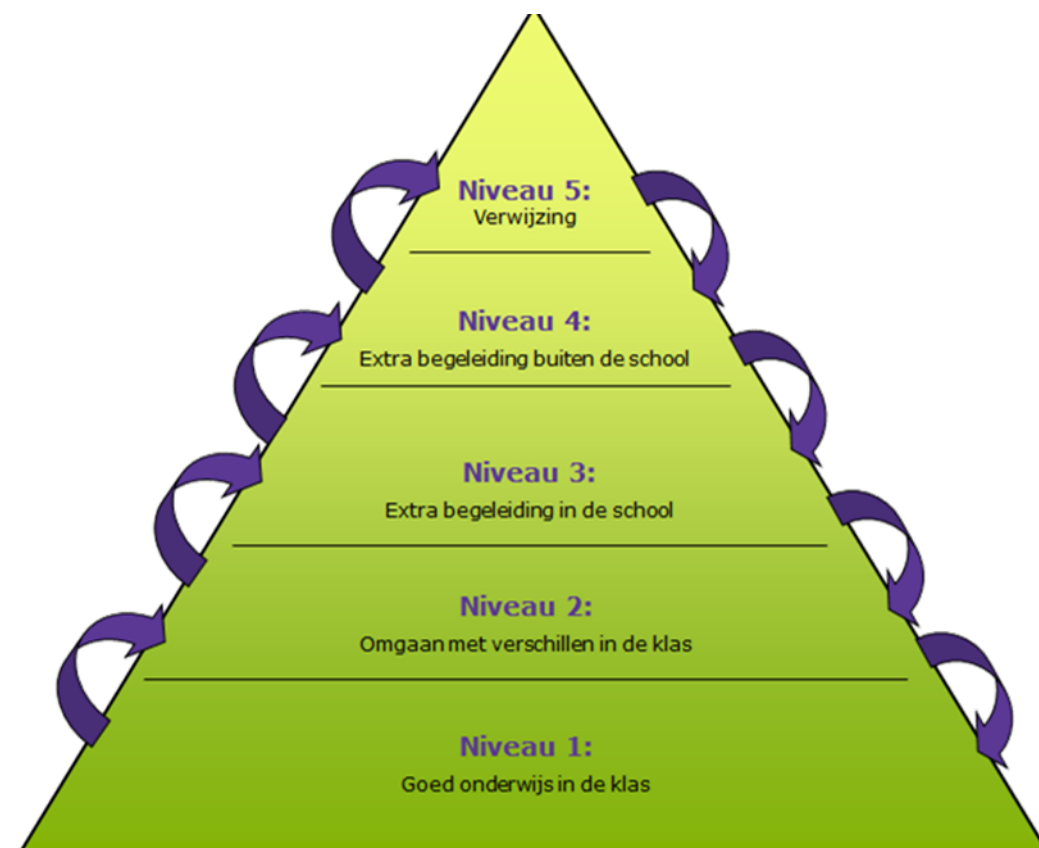 Niveau 5:
Verwijzing
Niveau 4:
Extra begeleiding buiten de school
Niveau 3:
Extra begeleiding in de school
Niveau 2:
Omgaan met verschillen in de klas
Niveau 1:
Goed onderwijs in de klas